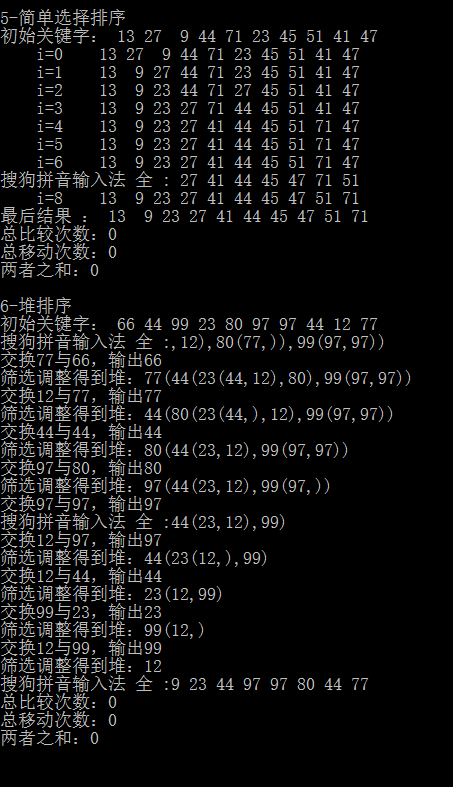 5-简单选择排序
初始关键字： 13 27  9 44 71 23 45 51 41 47
    i=0    13 27  9 44 71 23 45 51 41 47
    i=1    13  9 27 44 71 23 45 51 41 47
    i=2    13  9 23 44 71 27 45 51 41 47
    i=3    13  9 23 27 71 44 45 51 41 47
    i=4    13  9 23 27 41 44 45 51 71 47
    i=5    13  9 23 27 41 44 45 51 71 47
    i=6    13  9 23 27 41 44 45 51 71 47
搜狗拼音输入法 全 : 27 41 44 45 47 71 51
    i=8    13  9 23 27 41 44 45 47 51 71
最后结果 ： 13  9 23 27 41 44 45 47 51 71
总比较次数：0
总移动次数：0
两者之和：0
6-堆排序
初始关键字： 66 44 99 23 80 97 97 44 12 77
搜狗拼音输入法 全 :,12),80(77,)),99(97,97))
交换77与66，输出66
筛选调整得到堆：77(44(23(44,12),80),99(97,97))
交换12与77，输出77
筛选调整得到堆：44(80(23(44,),12),99(97,97))
交换44与44，输出44
筛选调整得到堆：80(44(23,12),99(97,97))
交换97与80，输出80
筛选调整得到堆：97(44(23,12),99(97,))
交换97与97，输出97
搜狗拼音输入法 全 :44(23,12),99)
交换12与97，输出97
筛选调整得到堆：44(23(12,),99)
交换12与44，输出44
筛选调整得到堆：23(12,99)
交换99与23，输出23
筛选调整得到堆：99(12,)
交换12与99，输出99
筛选调整得到堆：12
搜狗拼音输入法 全 :9 23 44 97 97 80 44 77
总比较次数：0
总移动次数：0
两者之和：0